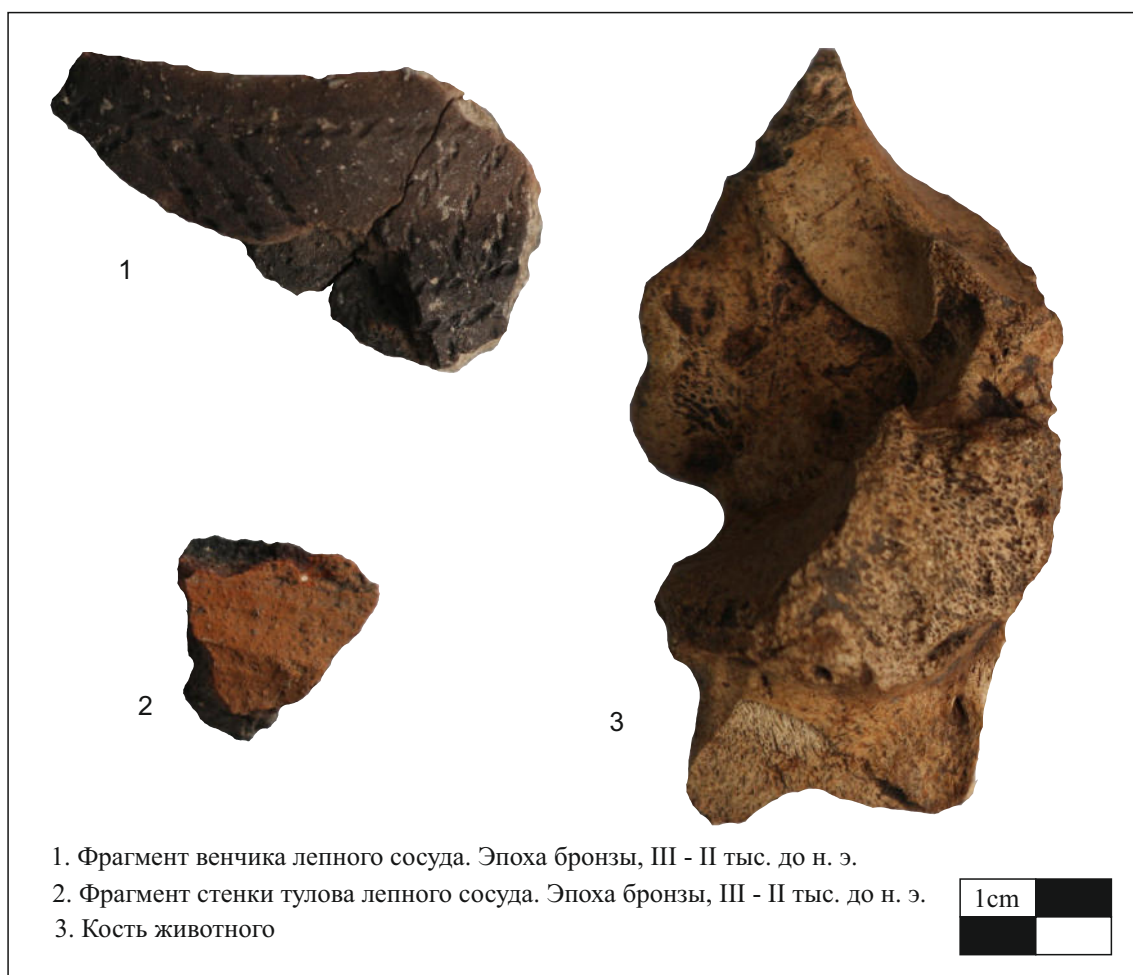 1
2
3
1. Фрагмент венчика лепного сосуда. Эпоха бронзы, III - II тыс. до н. э.
2. Фрагмент стенки тулова лепного сосуда. Эпоха бронзы, III - II тыс. до н. э.
3. Кость животного
1cm